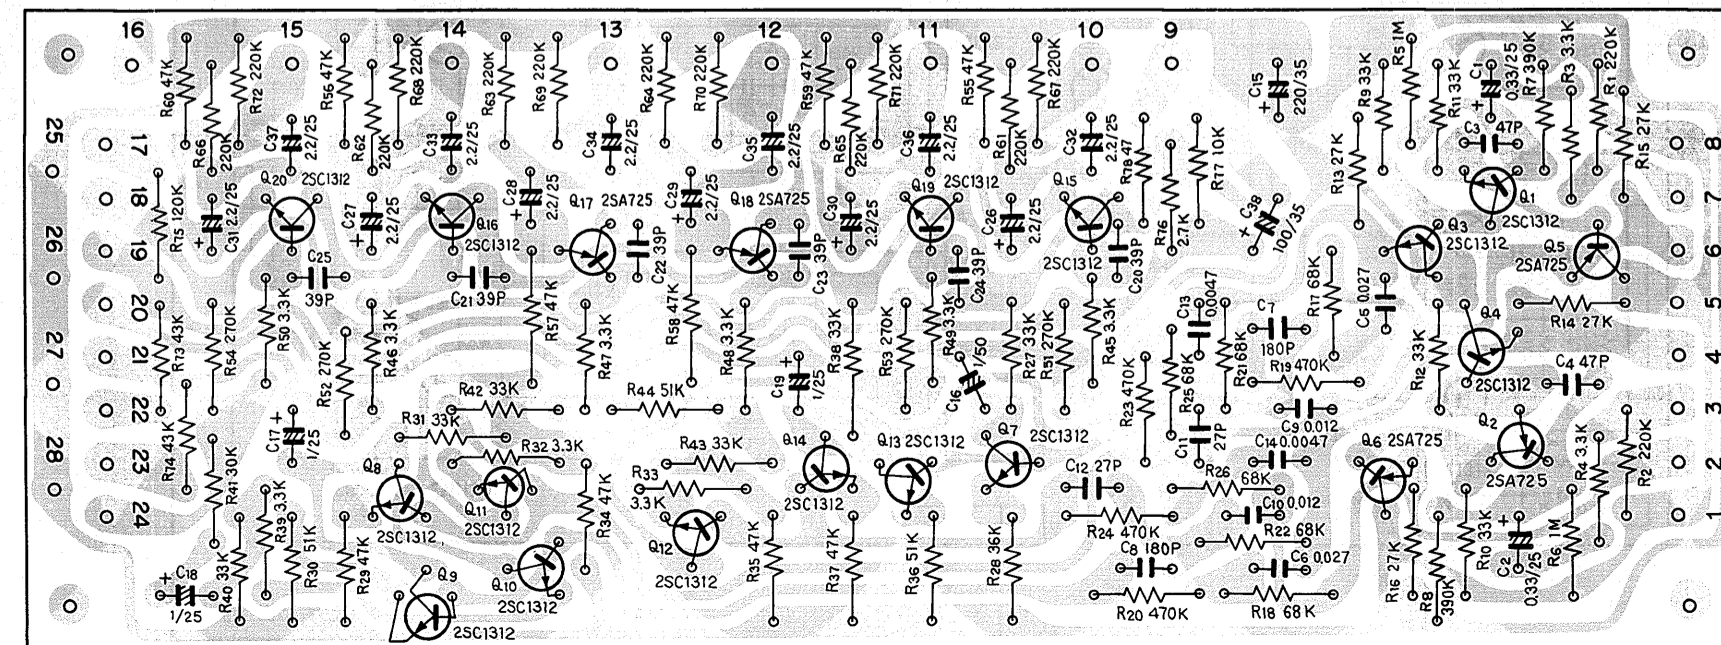 16 15 14 13 12 11 10 9
R60 47K
R72 220K
R56 47K
R68 220K
R63 220K
R69 220K
R64 220K
R70 220K
R59 47K
R71 220K
R55 47K
R67 220K
C15 + 220/35
R9 33K
R5 1M
R11 33K
C1 + 0.33/25
R7 390K
R3 3.3K
R1 220K
25
17
R66 220K
C37 2.2/25
R62 220K
C33 2.2/25
C34 2.2/25
C35 2.2/25
R65 220K
C36 2.2/25
R61 220K
C32 2.2/25
R78 47
R77 10K
R13 27K
C3 47P
R15 27K
8
18
R15 120K
C31 2.2/25 +
Q20 2SC1312
C27 2.2/25 +
Q16 2SC1312
C28 2.2/25 +
Q17 2SA725
C29 2.2/25 +
Q18 2SA725
C30 2.2/25 +
Q19 2SC1312
C26 2.2/25 +
Q15 2SC1312
R76 2.7K
C38 100/35 +
Q3 2SC1312
Q1 2SC1312
7
26
19
C25 39P
C21 39P
C22 39P
C23 39P
C24 39P
C20 39P
Q5 2SA725
6
20
R73 43K
R54 270K
R50 3.3K
R46 3.3K
R57 47K
R47 3.3K
R58 47K
R48 3.3K
R38 33K
R53 270K
R49 3.3K
R27 33K
R51 270K
R45 3.3K
C13 0.0047
C7 180P
R17 68K
C5 0.027
Q4 2SC1312
R14 27K
5
27
21
R52 270K
C19 1/25 +
C16 1/50
R23 470K
R25 68K
R21 68K
R19 470K
R12 33K
C4 47P
4
22
R74 43K
C17 + 1/25
R42 33K
R44 51K
R31 33K
C11 27P
C9 0.012
3
28
23
R41 30K
Q8 2SC1312
R32 3.3K
Q11 2SC1312
R43 33K
R33 3.3K
Q14 2SC1312
Q13 2SC1312
Q7 2SC1312
C14 0.0047
C12 27P
R26 68K
Q6 2SA725
Q2 2SA725
R4 3.3K
R2 220K
2
24
R39 3.3K
R34 47K
Q12 2SC1312
R24 470K
C10 0.012
R22 68K
1
C18 + 1/25
R40 33K
R30 51K
R29 47K
Q9 2SC1312
Q10 2SC1312
R35 47K
R37 47K
R36 51K
R28 36K
C8 180P
C6 0.027
R20 470K
R18 68K
R16 27K
R8 390K
R10 33K
C2 + 0.33/25
R6 1M